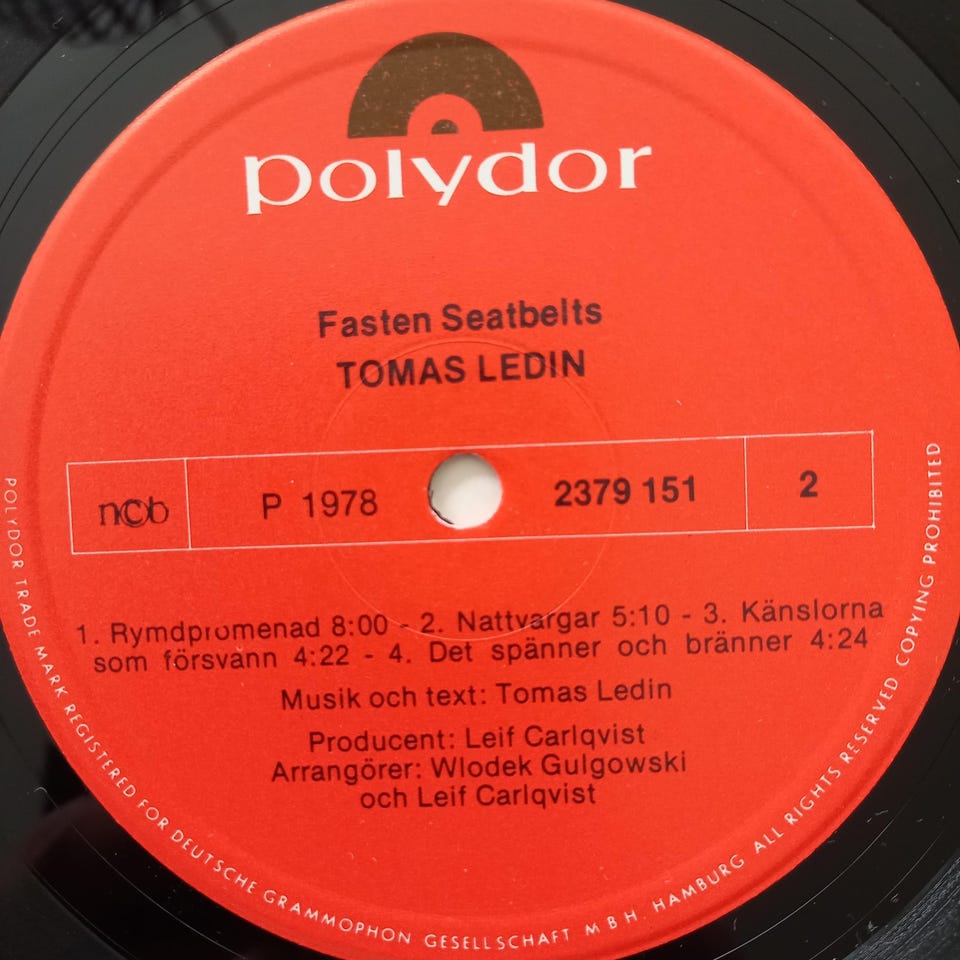 polydor
Fasten Seatbelts
TOMAS LEDIN
n©b
P 1978
2379 151
2
1. Rymdpromenad 8:00 - 2. Nattvargar 5:10 - 3. Känslorna
som försvann 4:22 - 4. Det spänner och bränner 4:24
Musik och text: Tomas Ledin
Producent: Leif Carlqvist
Arrangörer: Wlodek Gulgowski
och Leif Carlqvist
POLYDOR TRADE MARK REGISTERED FOR DEUTSCHE GRAMMOPHON GESELLSCHAFT M B H. HAMBURG ALL RIGHTS RESERVED COPYING PROHIBITED